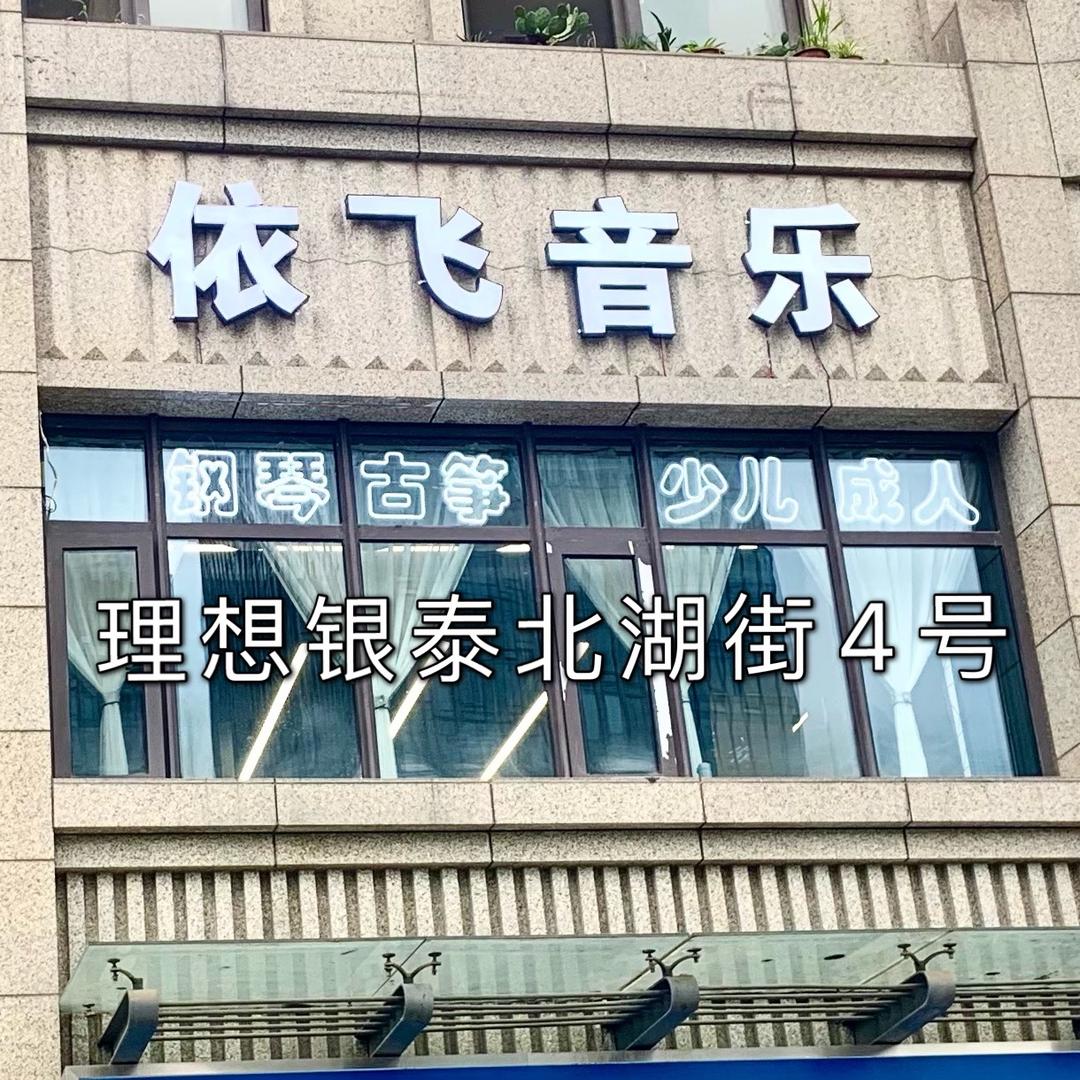 依飞音乐
钢琴 古筝 少儿 成人
理想银泰北湖街4号